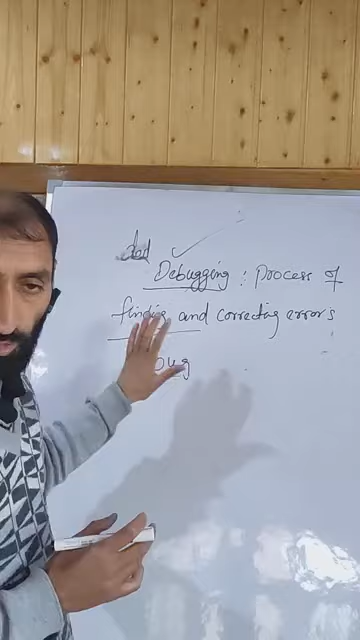 Debugging : Process of
finding and correcting errors